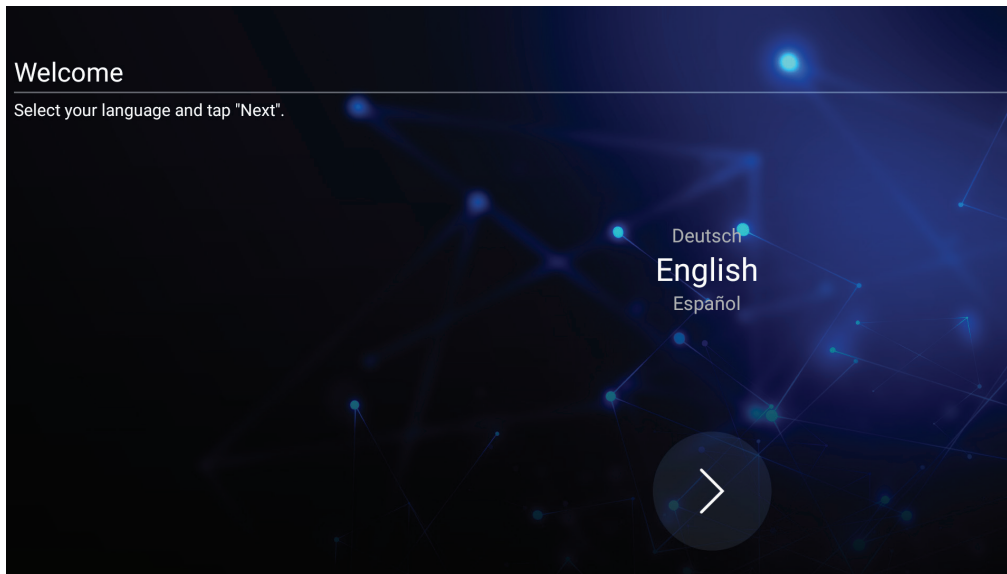 Welcome
Select your language and tap "Next".
Deutsch
English
Español